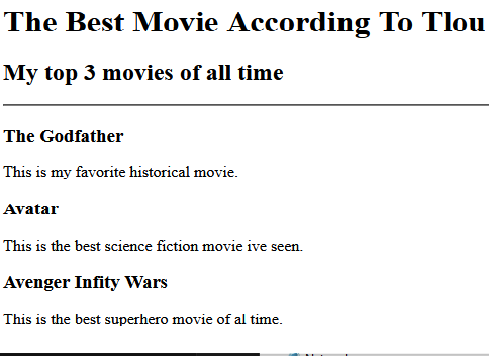 The Best Movie According To Tlou
My top 3 movies of all time
The Godfather
This is my favorite historical movie.
Avatar
This is the best science fiction movie ive seen.
Avenger Infity Wars
This is the best superhero movie of al time.